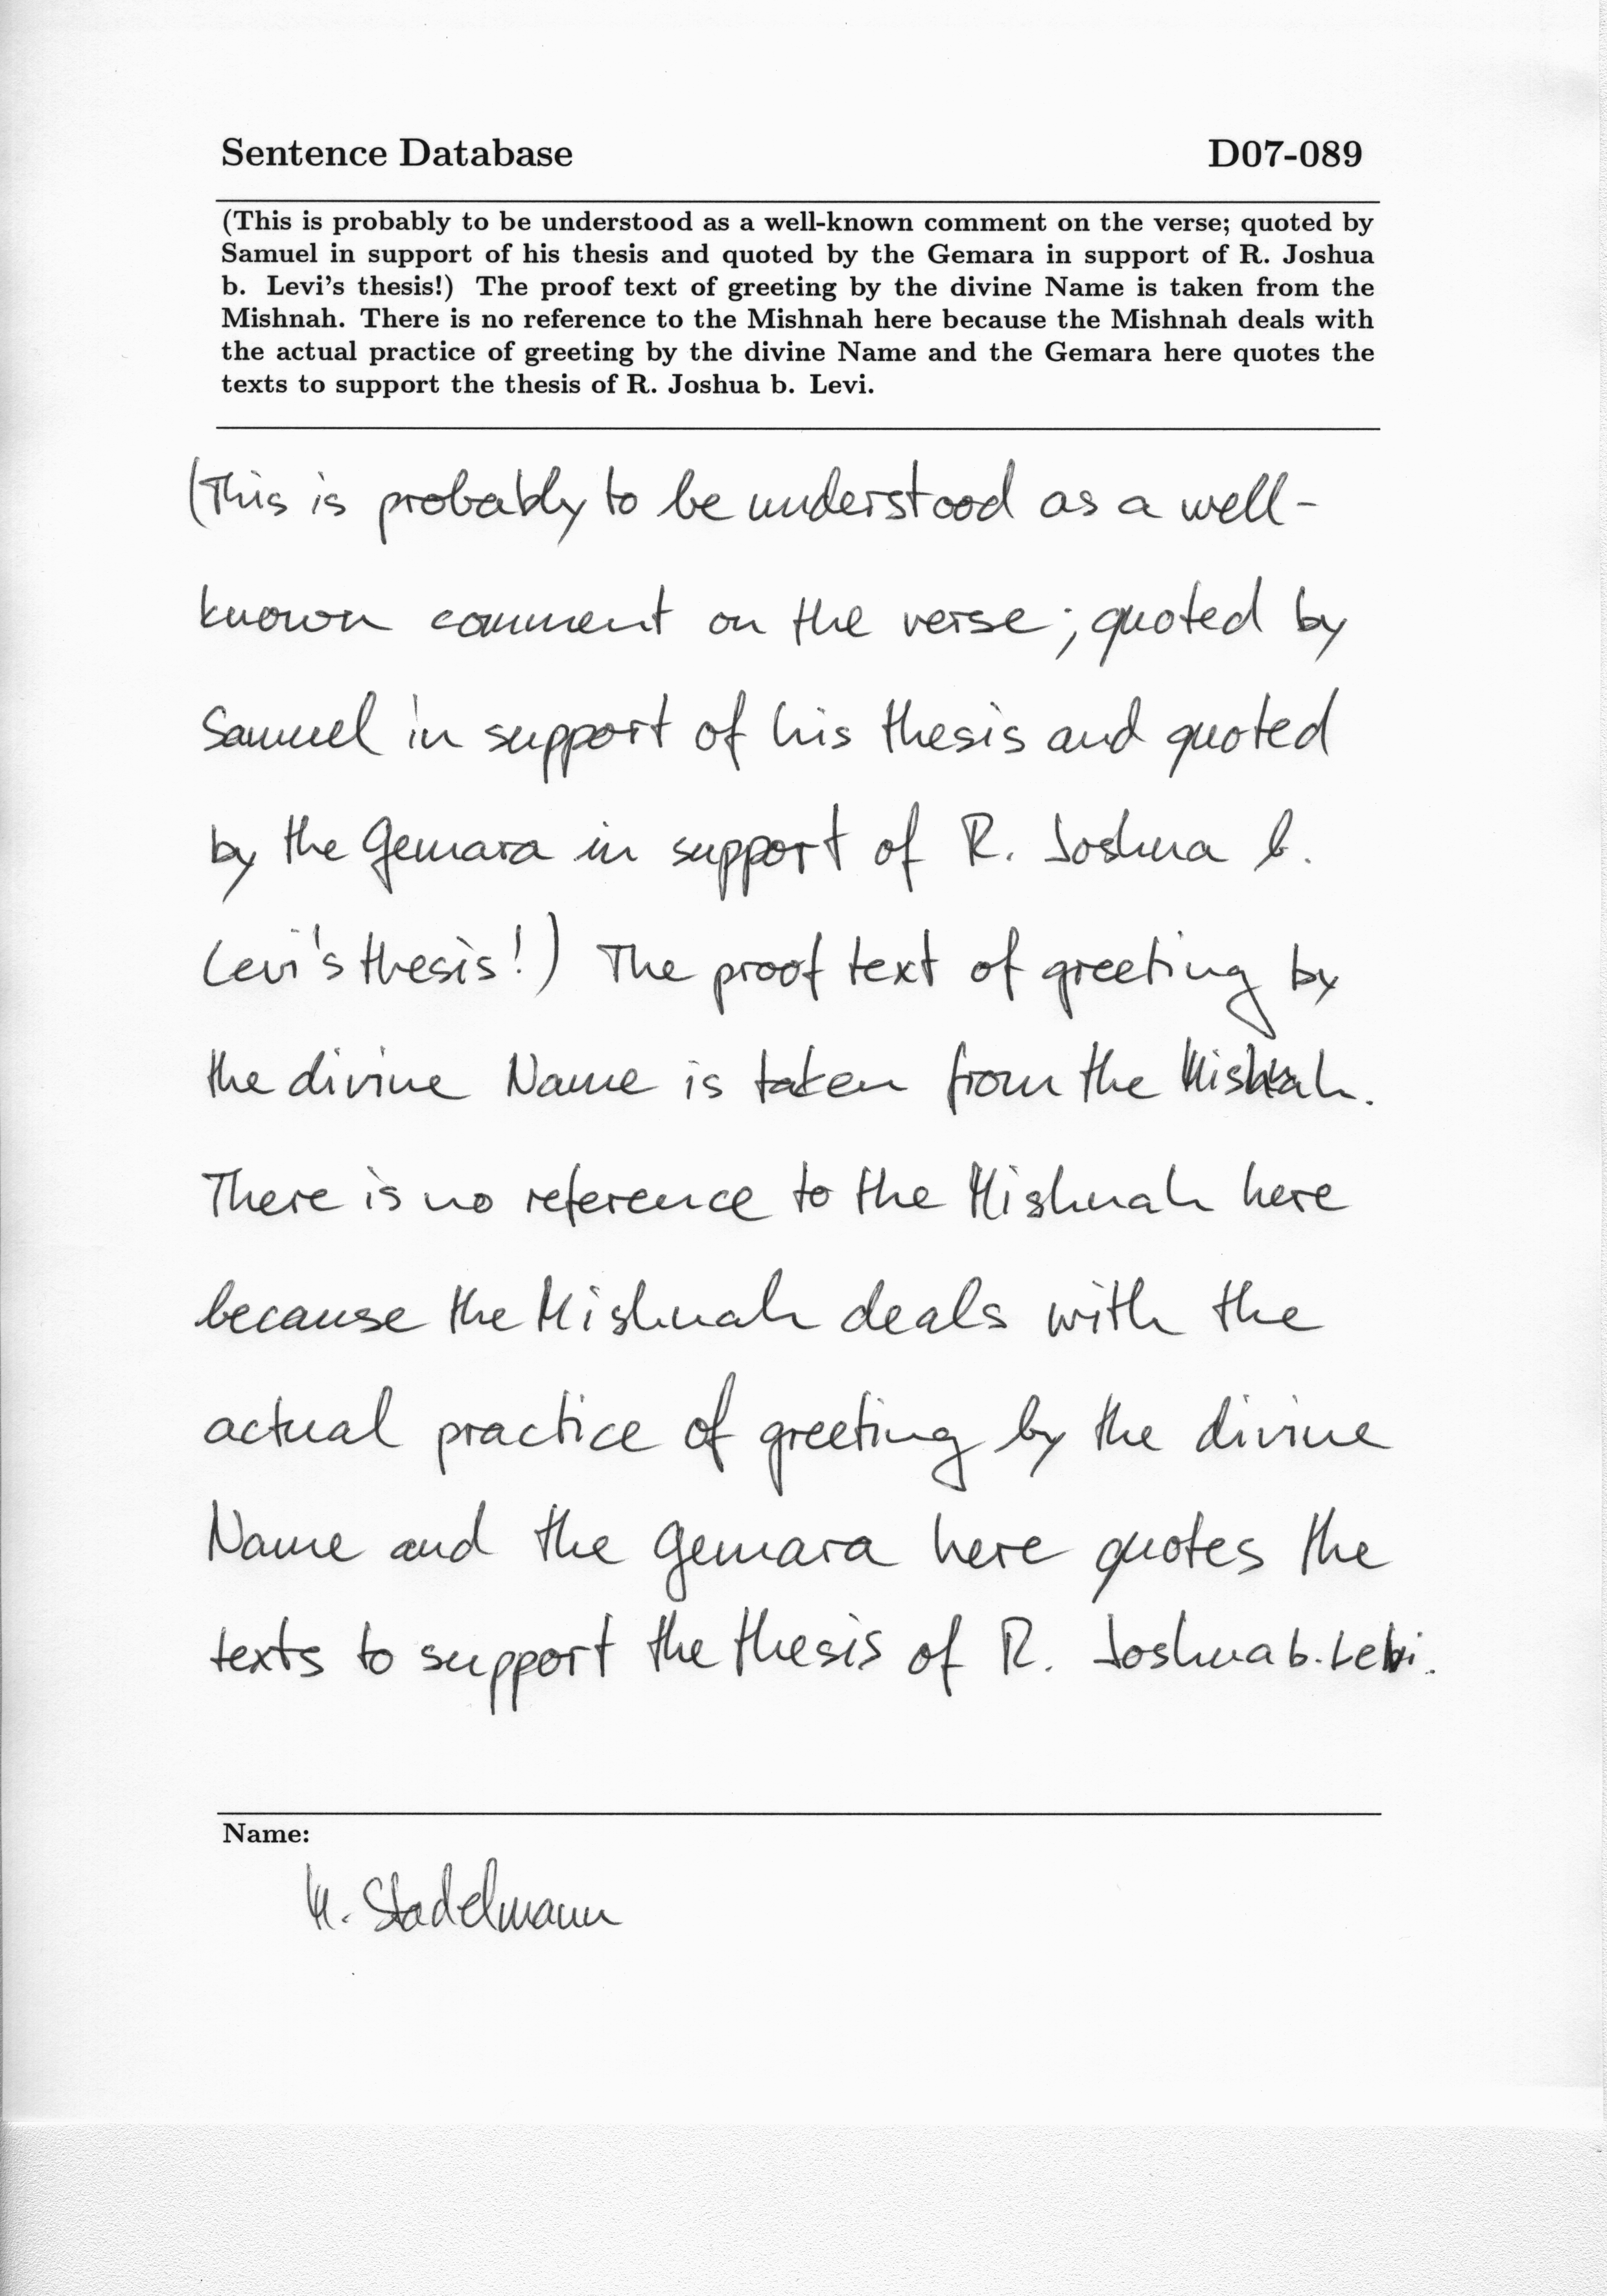 Sentence Database D07-089
(This is probably to be understood as a well-known comment on the verse; quoted by
Samuel in support of his thesis and quoted by the Gemara in support of R. Joshua
b. Levi's thesis!) The proof text of greeting by the divine Name is taken from the
Mishnah. There is no reference to the Mishnah here because the Mishnah deals with
the actual practice of greeting by the divine Name and the Gemara here quotes the
texts to support the thesis of R. Joshua b. Levi.
(This is probably to be understood as a well-
known comment on the verse; quoted by
Samuel in support of his thesis and quoted
by the Gemara in support of R. Joshua b.
Levi's thesis!) The proof text of greeting by
the divine Name is taken from the Mishnah.
There is no reference to the Mishnah here
because the Mishnah deals with the
actual practice of greeting by the divine
Name and the Gemara here quotes the
texts to support the thesis of R. Joshua b. Levi.
Name:
M. Stadelmann